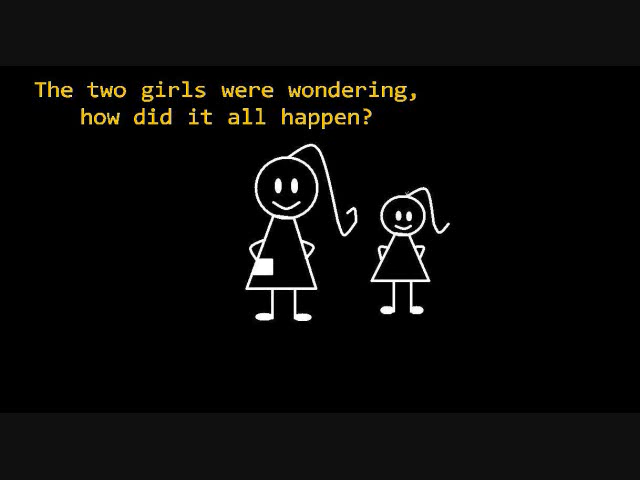 The two girls were wondering,
how did it all happen?